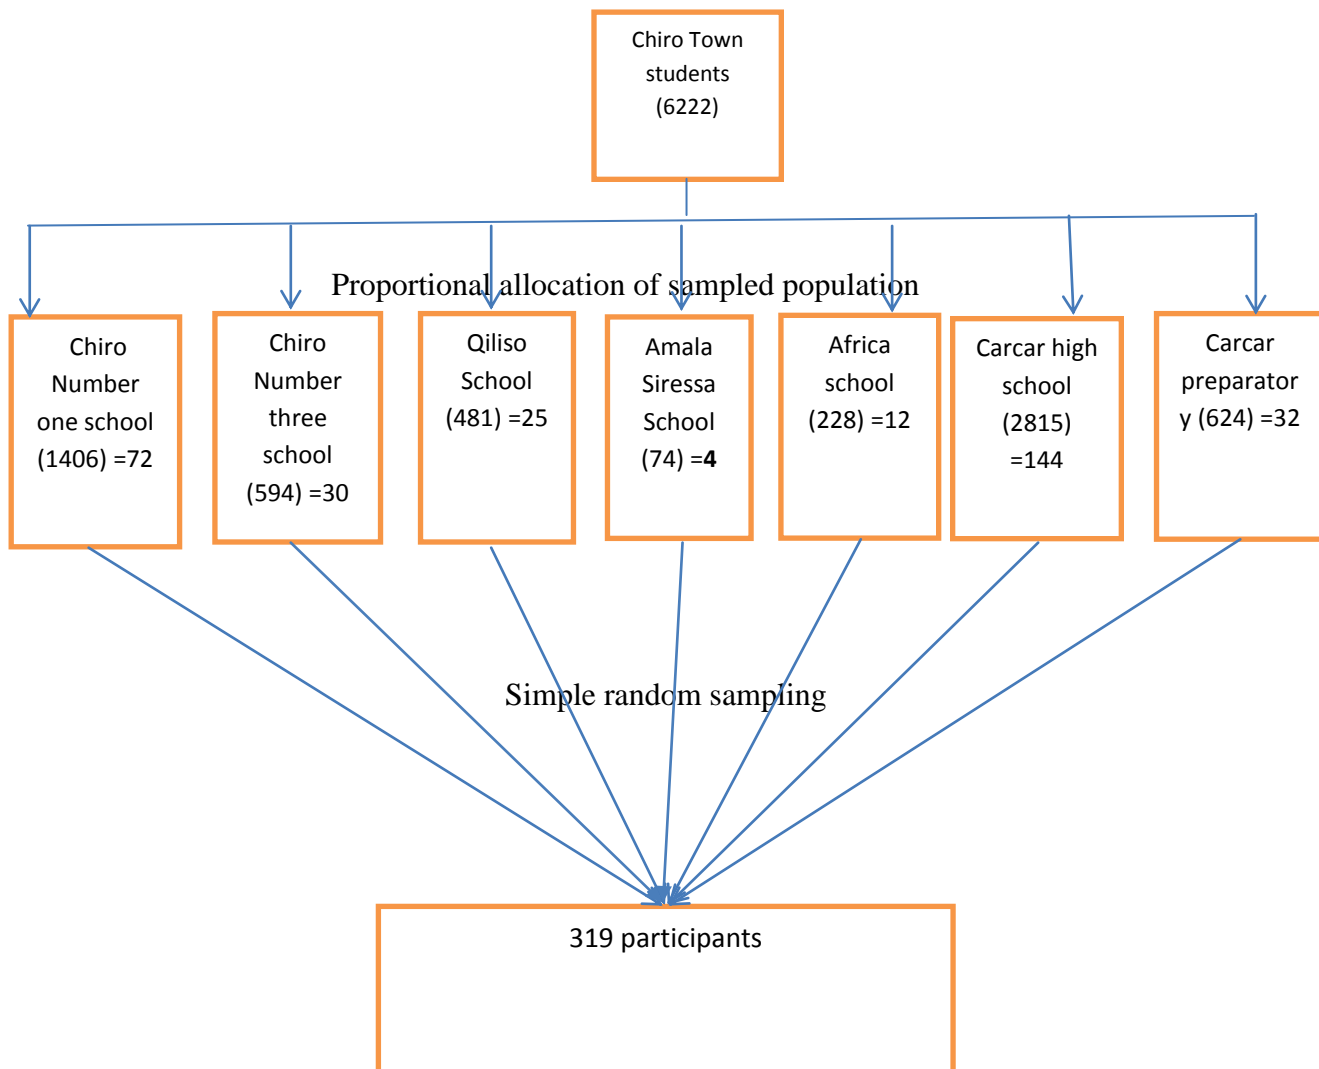 Chiro Town
students
(6222)
Proportional allocation of sampled population
Chiro
Number
one school
(1406) =72
Chiro
Number
three
school
(594) =30
Qiliso
School
(481) =25
Amala
Siressa
School
(74) =4
Africa
school
(228) =12
Carcar high
school
(2815)
=144
Carcar
preparator
y (624) =32
Simple random sampling
319 participants